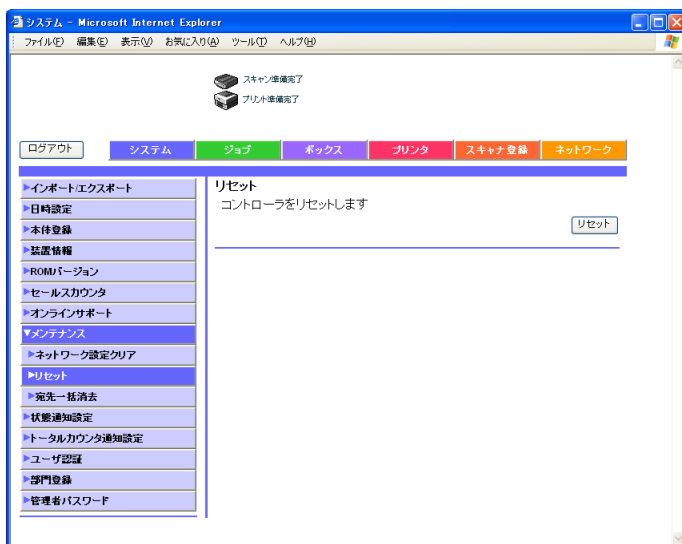 システム - Microsoft Internet Explorer
ファイル(F) 編集(E) 表示(V) お気に入り(A) ツール(T) ヘルプ(H)
スキャン準備完了
プリント準備完了
ログアウト システム ジョブ ボックス プリンタ スキャナ登録 ネットワーク
インポート/エクスポート
日時設定
本体登録
装置情報
ROMバージョン
セールスカウンタ
オンラインサポート
メンテナンス
ネットワーク設定クリア
リセット
宛先一括消去
状態通知設定
トータルカウンタ通知設定
ユーザ認証
部門登録
管理者パスワード
リセット
コントローラをリセットします
リセット